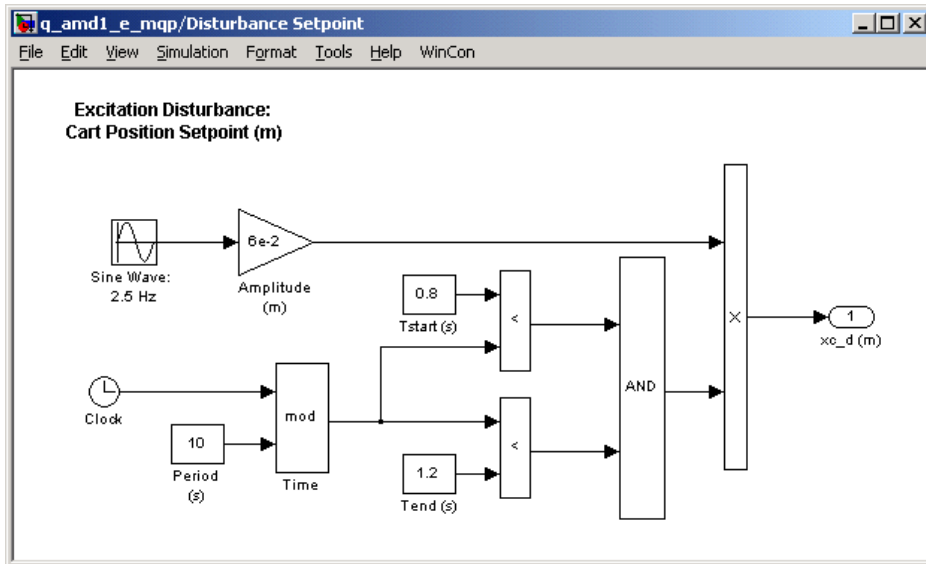 q_amd1_e_mqp/Disturbance Setpoint
File Edit View Simulation Format Tools Help WinCon
Excitation Disturbance:
Cart Position Setpoint (m)
6e-2
Sine Wave:
2.5 Hz
Amplitude
(m)
0.8
Tstart (s)
<
X
1
xc_d (m)
Clock
mod
AND
10
Period
(s)
Time
<
1.2
Tend (s)